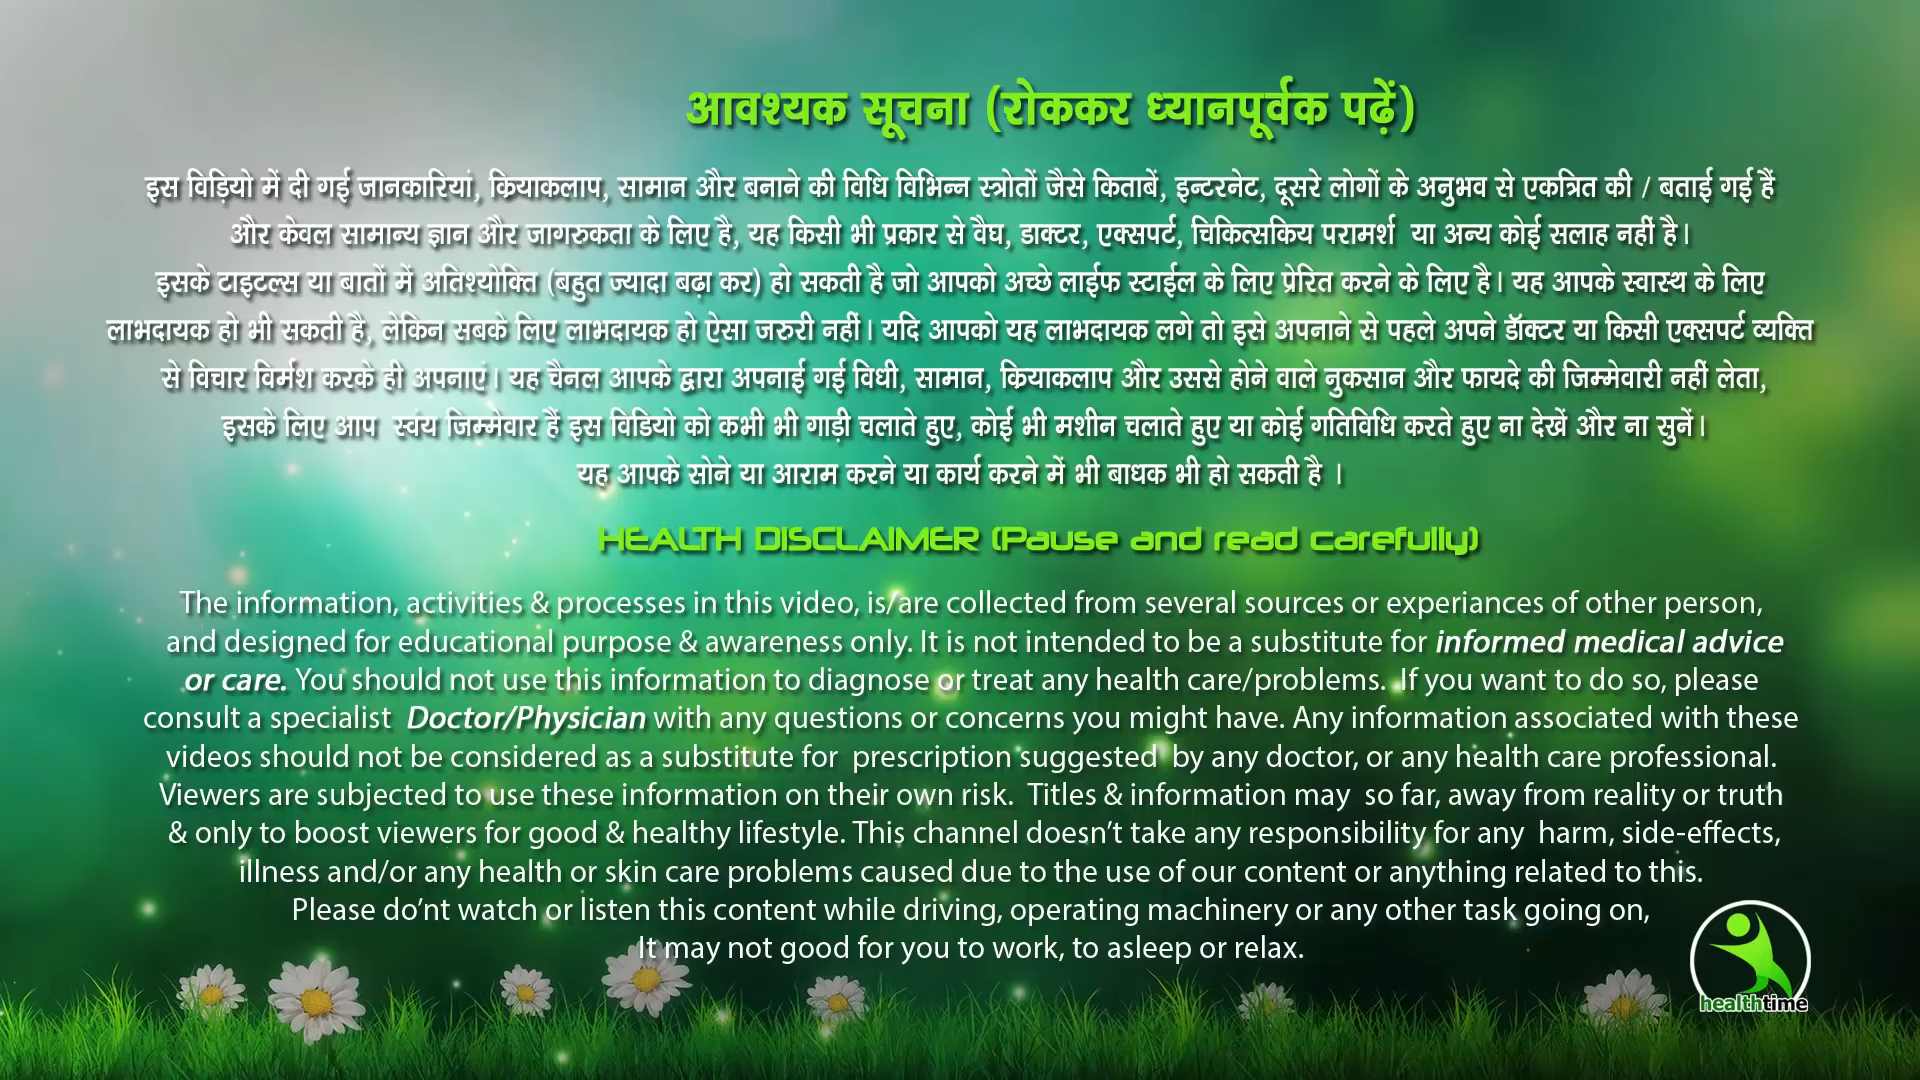 आवश्यक सूचना (रोककर ध्यानपूर्वक पढ़ें)
इस विड़ियो में दी गई जानकारियां, क्रियाकलाप, सामान और बनाने की विधि विभिन्न स्त्रोतों जैसे किताबें, इन्टरनेट, दूसरे लोगों के अनुभव से एकत्रित की / बताई गई हैं
और केवल सामान्य ज्ञान और जागरुकता के लिए है, यह किसी भी प्रकार से वैघ, डाक्टर, एक्सपर्ट, चिकित्सकिय परामर्श या अन्य कोई सलाह नहीं है।
इसके टाइटल्स या बातों में अतिश्योक्ति (बहुत ज्यादा बढ़ा कर) हो सकती है जो आपको अच्छे लाईफ स्टाईल के लिए प्रेरित करने के लिए है। यह आपके स्वास्थ के लिए
लाभदायक हो भी सकती है, लेकिन सबके लिए लाभदायक हो ऐसा जरुरी नहीं। यदि आपको यह लाभदायक लगे तो इसे अपनाने से पहले अपने डॉक्टर या किसी एक्सपर्ट व्यक्ति
से विचार विर्मश करके ही अपनाएं। यह चैनल आपके द्वारा अपनाई गई विधी, सामान, क्रियाकलाप और उससे होने वाले नुकसान और फायदे की जिम्मेवारी नहीं लेता,
इसके लिए आप स्वंय जिम्मेवार हैं इस विडियो को कभी भी गाड़ी चलाते हुए, कोई भी मशीन चलाते हुए या कोई गतिविधि करते हुए ना देखें और ना सुनें।
यह आपके सोने या आराम करने या कार्य करने में भी बाधक भी हो सकती है ।
HEALTH DISCLAIMER (Pause and read carefully)
The information, activities & processes in this video, is/are collected from several sources or experiances of other person,
and designed for educational purpose & awareness only. It is not intended to be a substitute for informed medical advice
or care. You should not use this information to diagnose or treat any health care/problems. If you want to do so, please
consult a specialist Doctor/Physician with any questions or concerns you might have. Any information associated with these
videos should not be considered as a substitute for prescription suggested by any doctor, or any health care professional.
Viewers are subjected to use these information on their own risk. Titles & information may so far, away from reality or truth
& only to boost viewers for good & healthy lifestyle. This channel doesn’t take any responsibility for any harm, side-effects,
illness and/or any health or skin care problems caused due to the use of our content or anything related to this.
Please do’nt watch or listen this content while driving, operating machinery or any other task going on,
It may not good for you to work, to asleep or relax.
healthtime